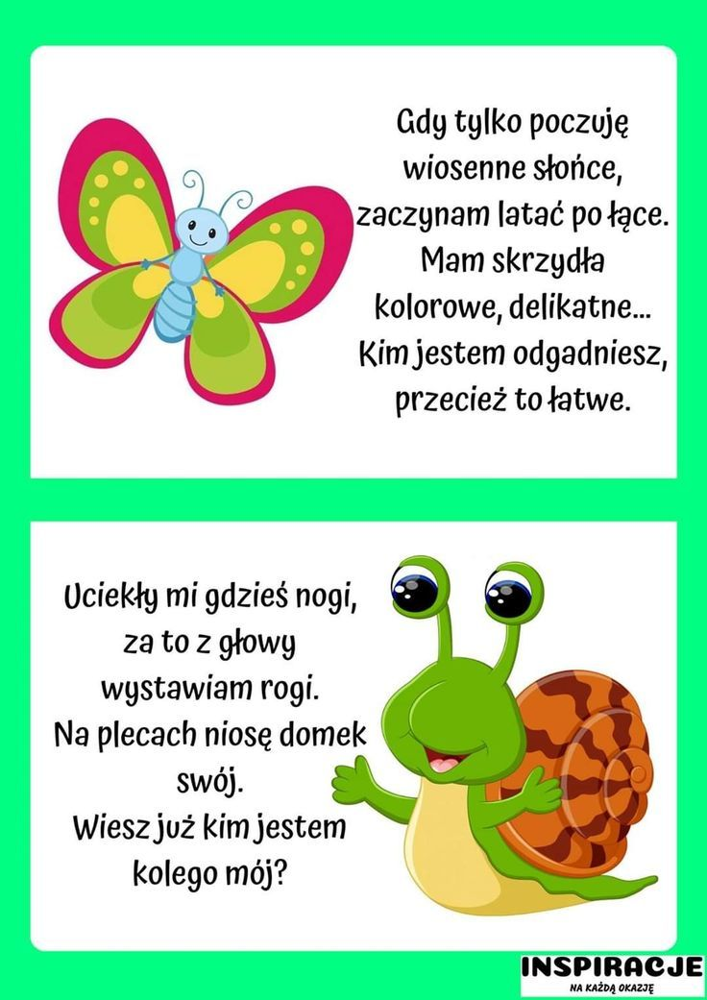 Gdy tylko poczuję
wiosenne słońce,
zaczynam latać po łące.
Mam skrzydła
kolorowe, delikatne...
Kim jestem odgadniesz,
przecież to łatwe.
Uciekły mi gdzieś nogi,
za to z głowy
wystawiam rogi.
Na plecach niosę domek
swój.
Wiesz już kim jestem
kolego mój?
INSPIRACJE
NA KAŻDĄ OKAZJĘ